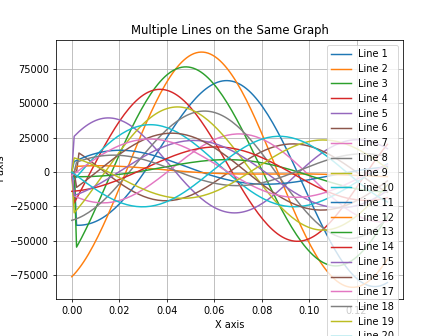 Multiple Lines on the Same Graph
75000
50000
25000
0
−25000
−50000
−75000
0.00
0.02
0.04
0.06
0.08
0.10
X axis
Line 1
Line 2
Line 3
Line 4
Line 5
Line 6
Line 7
Line 8
Line 9
Line 10
Line 11
Line 12
Line 13
Line 14
Line 15
Line 16
Line 17
Line 18
Line 19
Line 20